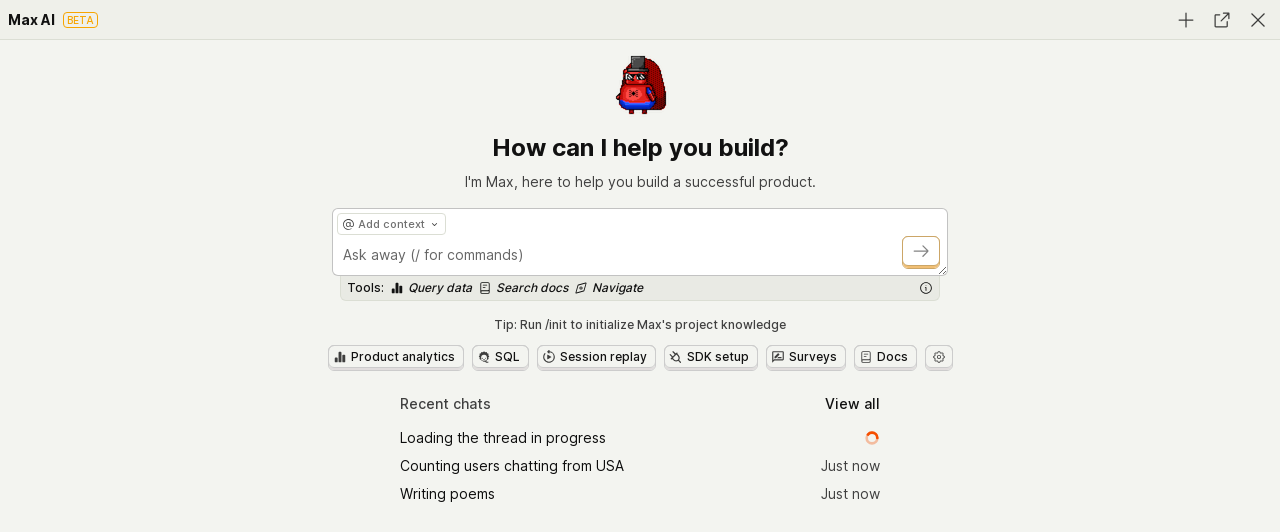 Max AI BETA
How can I help you build?
I'm Max, here to help you build a successful product.
@ Add context
Ask away (/ for commands)
Tools: Query data Search docs Navigate
Tip: Run /init to initialize Max's project knowledge
Product analytics SQL Session replay SDK setup Surveys Docs
Recent chats View all
Loading the thread in progress
Counting users chatting from USA Just now
Writing poems Just now